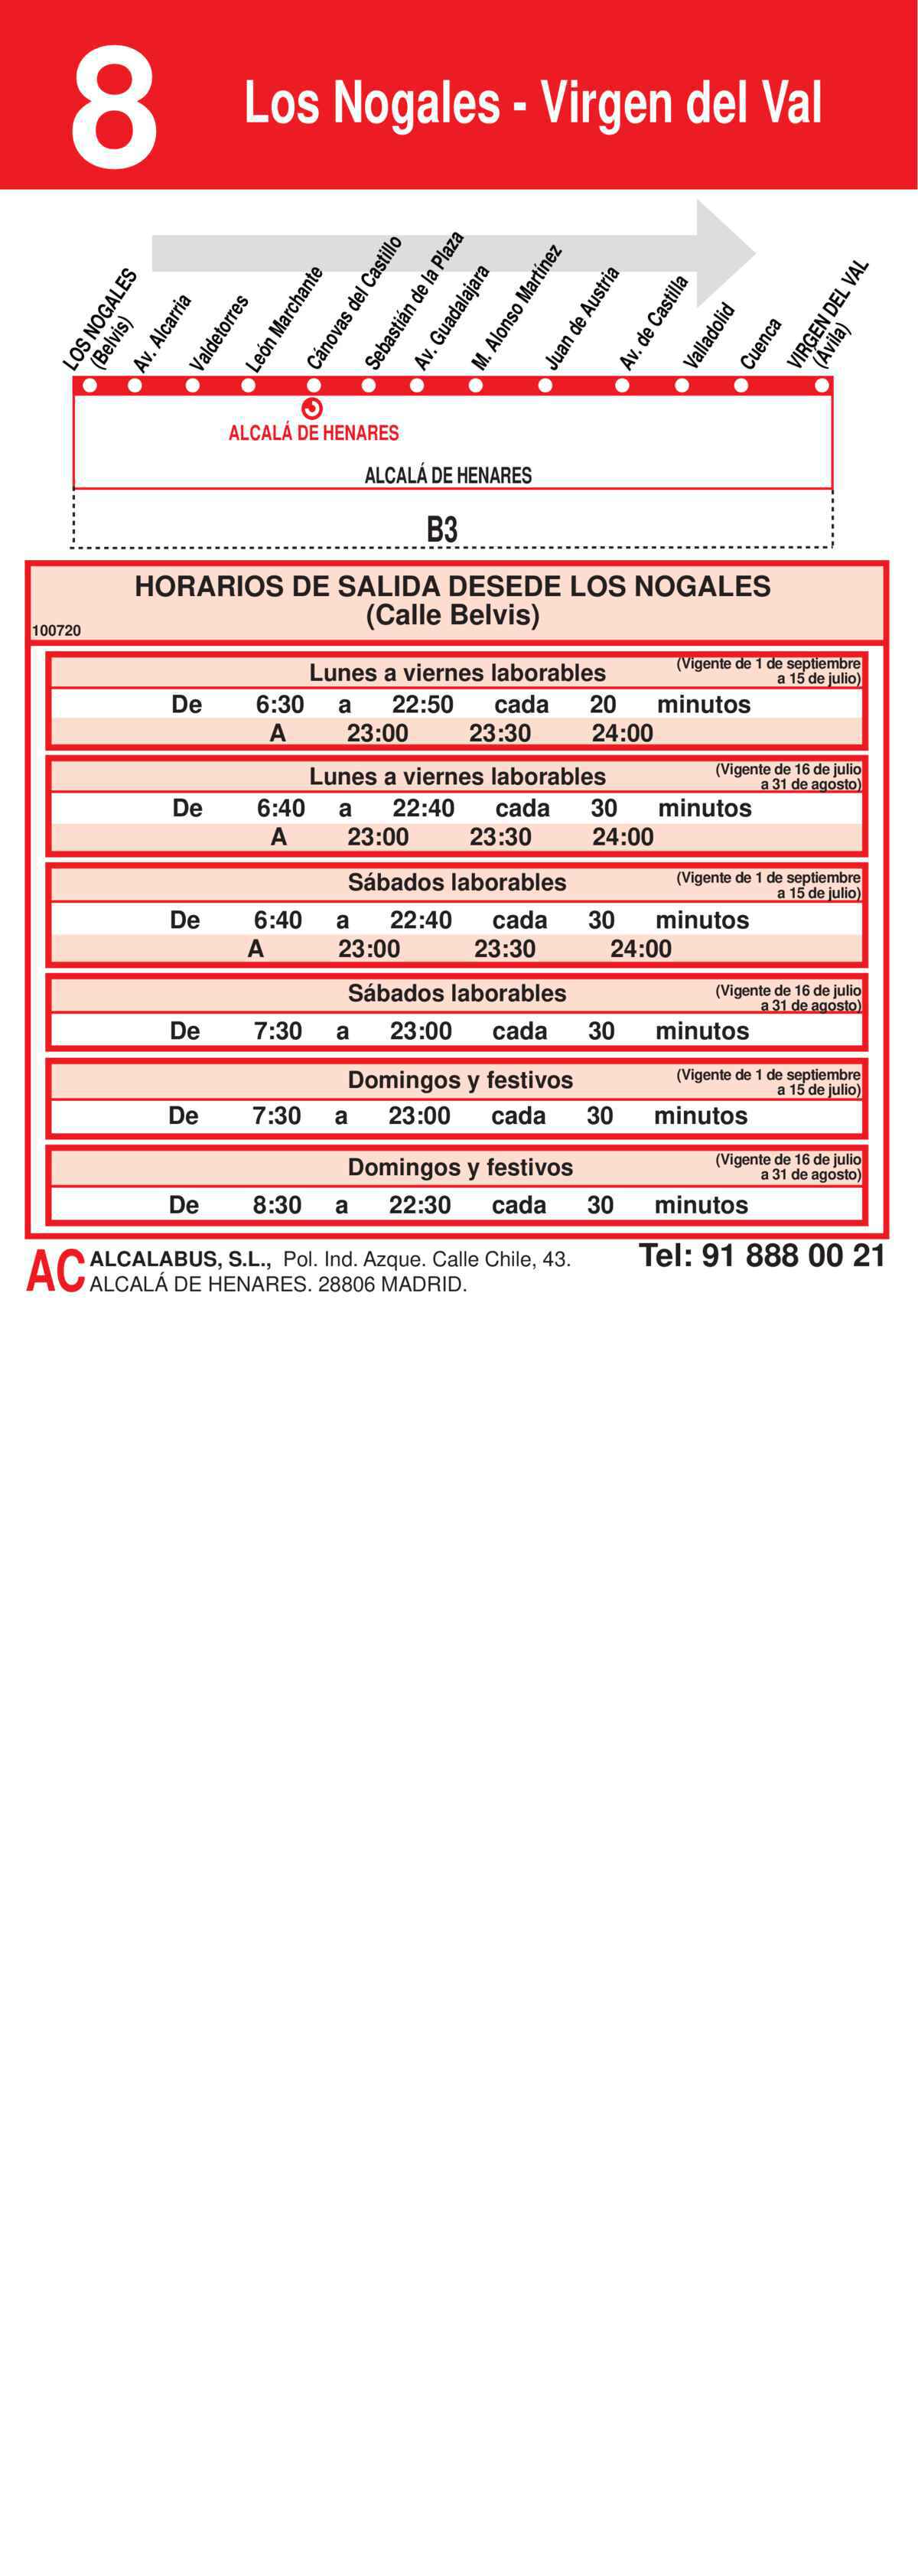 8
Los Nogales - Virgen del Val
LOS NOGALES
(Belvis)
Av. Alcarria
Valdetorres
León Marchante
Cánovas del Castillo
Sebastián de la Plaza
Av. Guadalajara
M. Alonso Martínez
Juan de Austria
Av. de Castilla
Valladolid
Cuenca
VIRGEN DEL VAL
(Ávila)
ALCALÁ DE HENARES
ALCALÁ DE HENARES
B3
HORARIOS DE SALIDA DESEDE LOS NOGALES
(Calle Belvis)
100720
Lunes a viernes laborables (Vigente de 1 de septiembre
a 15 de julio)
De 6:30 a 22:50 cada 20 minutos
A 23:00 23:30 24:00
Lunes a viernes laborables (Vigente de 16 de julio
a 31 de agosto)
De 6:40 a 22:40 cada 30 minutos
A 23:00 23:30 24:00
Sábados laborables (Vigente de 1 de septiembre
a 15 de julio)
De 6:40 a 22:40 cada 30 minutos
A 23:00 23:30 24:00
Sábados laborables (Vigente de 16 de julio
a 31 de agosto)
De 7:30 a 23:00 cada 30 minutos
Domingos y festivos (Vigente de 1 de septiembre
a 15 de julio)
De 7:30 a 23:00 cada 30 minutos
Domingos y festivos (Vigente de 16 de julio
a 31 de agosto)
De 8:30 a 22:30 cada 30 minutos
AC ALCALABUS, S.L., Pol. Ind. Azque. Calle Chile, 43. Tel: 91 888 00 21
ALCALÁ DE HENARES. 28806 MADRID.